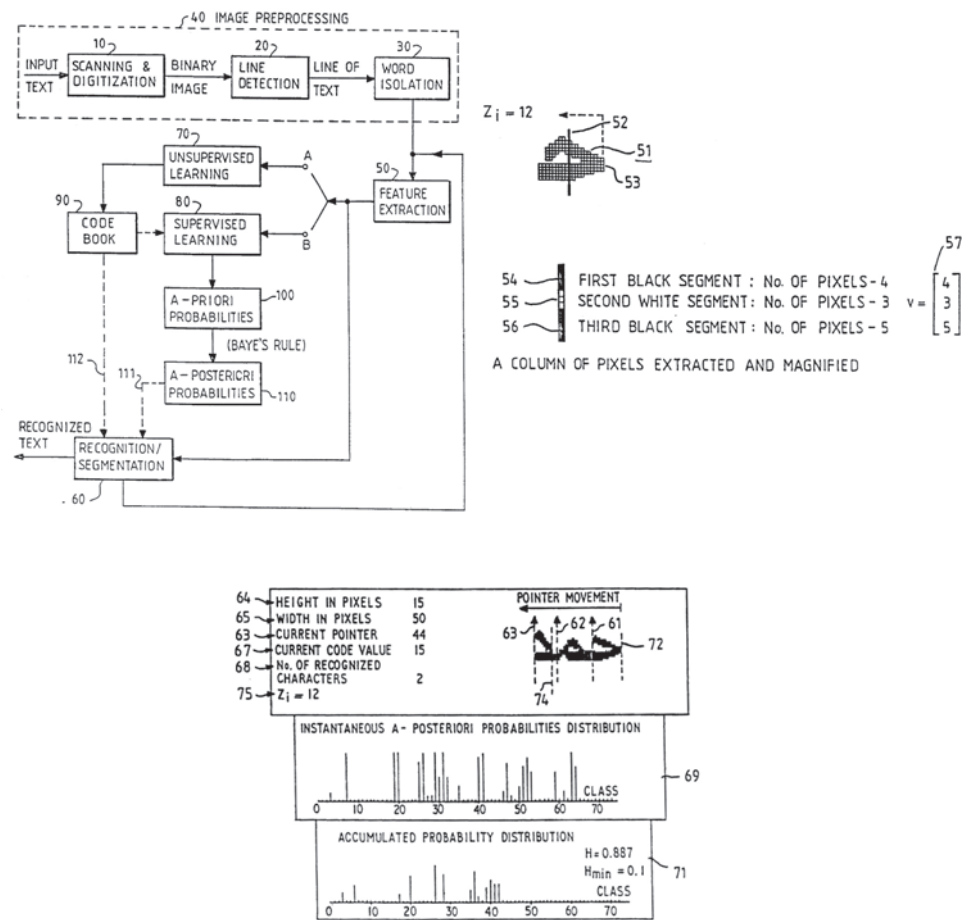 40 IMAGE PREPROCESSING
10 20 30
INPUT TEXT
SCANNING & DIGITIZATION
BINARY IMAGE
LINE DETECTION
LINE OF TEXT
WORD ISOLATION
70
UNSUPERVISED LEARNING
A
50
FEATURE EXTRACTION
90
CODE BOOK
80
SUPERVISED LEARNING
B
100
A-PRIORI PROBABILITIES
(BAYE'S RULE)
112
111
A-POSTERIORI PROBABILITIES
110
RECOGNIZED TEXT
RECOGNITION/ SEGMENTATION
60
Zi = 12
52
51
53
57
54 FIRST BLACK SEGMENT : No. OF PIXELS-4
55 SECOND WHITE SEGMENT: No. OF PIXELS-3
56 THIRD BLACK SEGMENT: No. OF PIXELS-5
v = [4 3 5]
A COLUMN OF PIXELS EXTRACTED AND MAGNIFIED
64 HEIGHT IN PIXELS 15
65 WIDTH IN PIXELS 50
63 CURRENT POINTER 44
67 CURRENT CODE VALUE 15
68 No. OF RECOGNIZED
CHARACTERS 2
75 Zi = 12
POINTER MOVEMENT
63 62 61
72
74
INSTANTANEOUS A- POSTERIORI PROBABILITIES DISTRIBUTION
69
CLASS
0 10 20 30 40 50 60 70
ACCUMULATED PROBABILITY DISTRIBUTION
H=0.887
Hmin = 0.1
71
CLASS
0 10 20 30 40 50 60 70